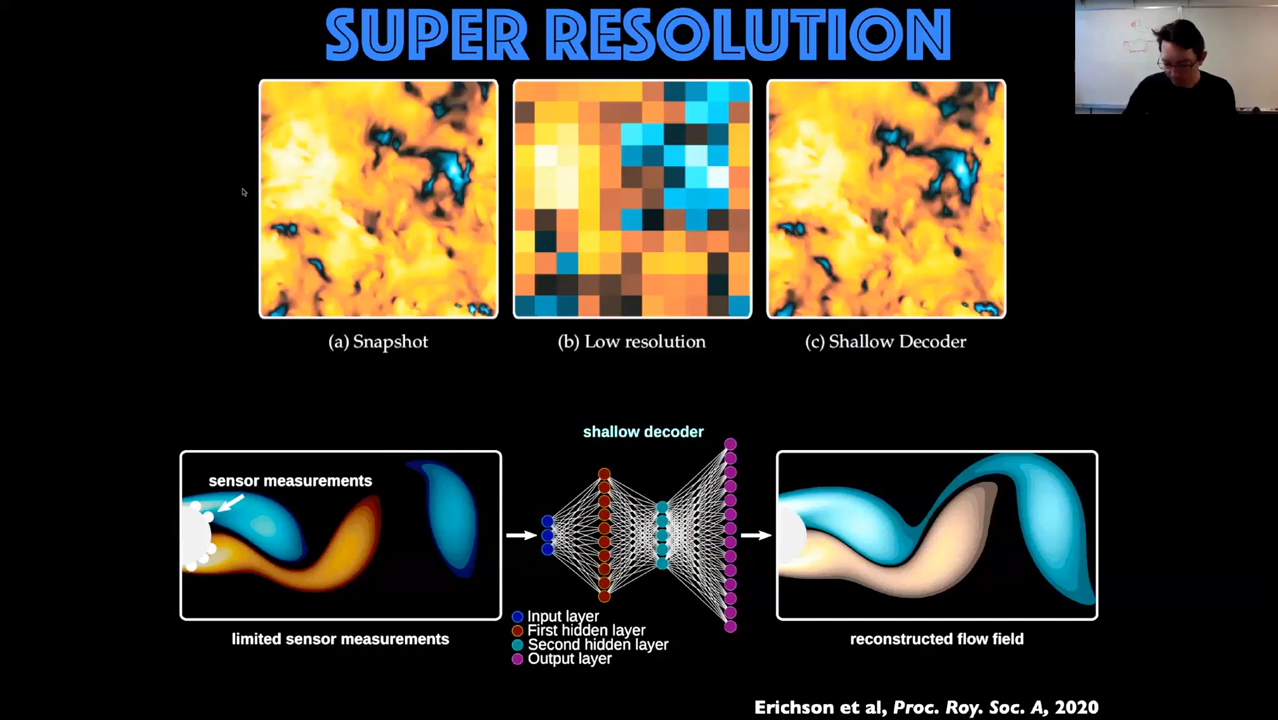 SUPER RESOLUTION
(a) Snapshot
(b) Low resolution
(c) Shallow Decoder
shallow decoder
sensor measurements
Input layer
First hidden layer
Second hidden layer
Output layer
limited sensor measurements
reconstructed flow field
Erichson et al, Proc. Roy. Soc. A, 2020